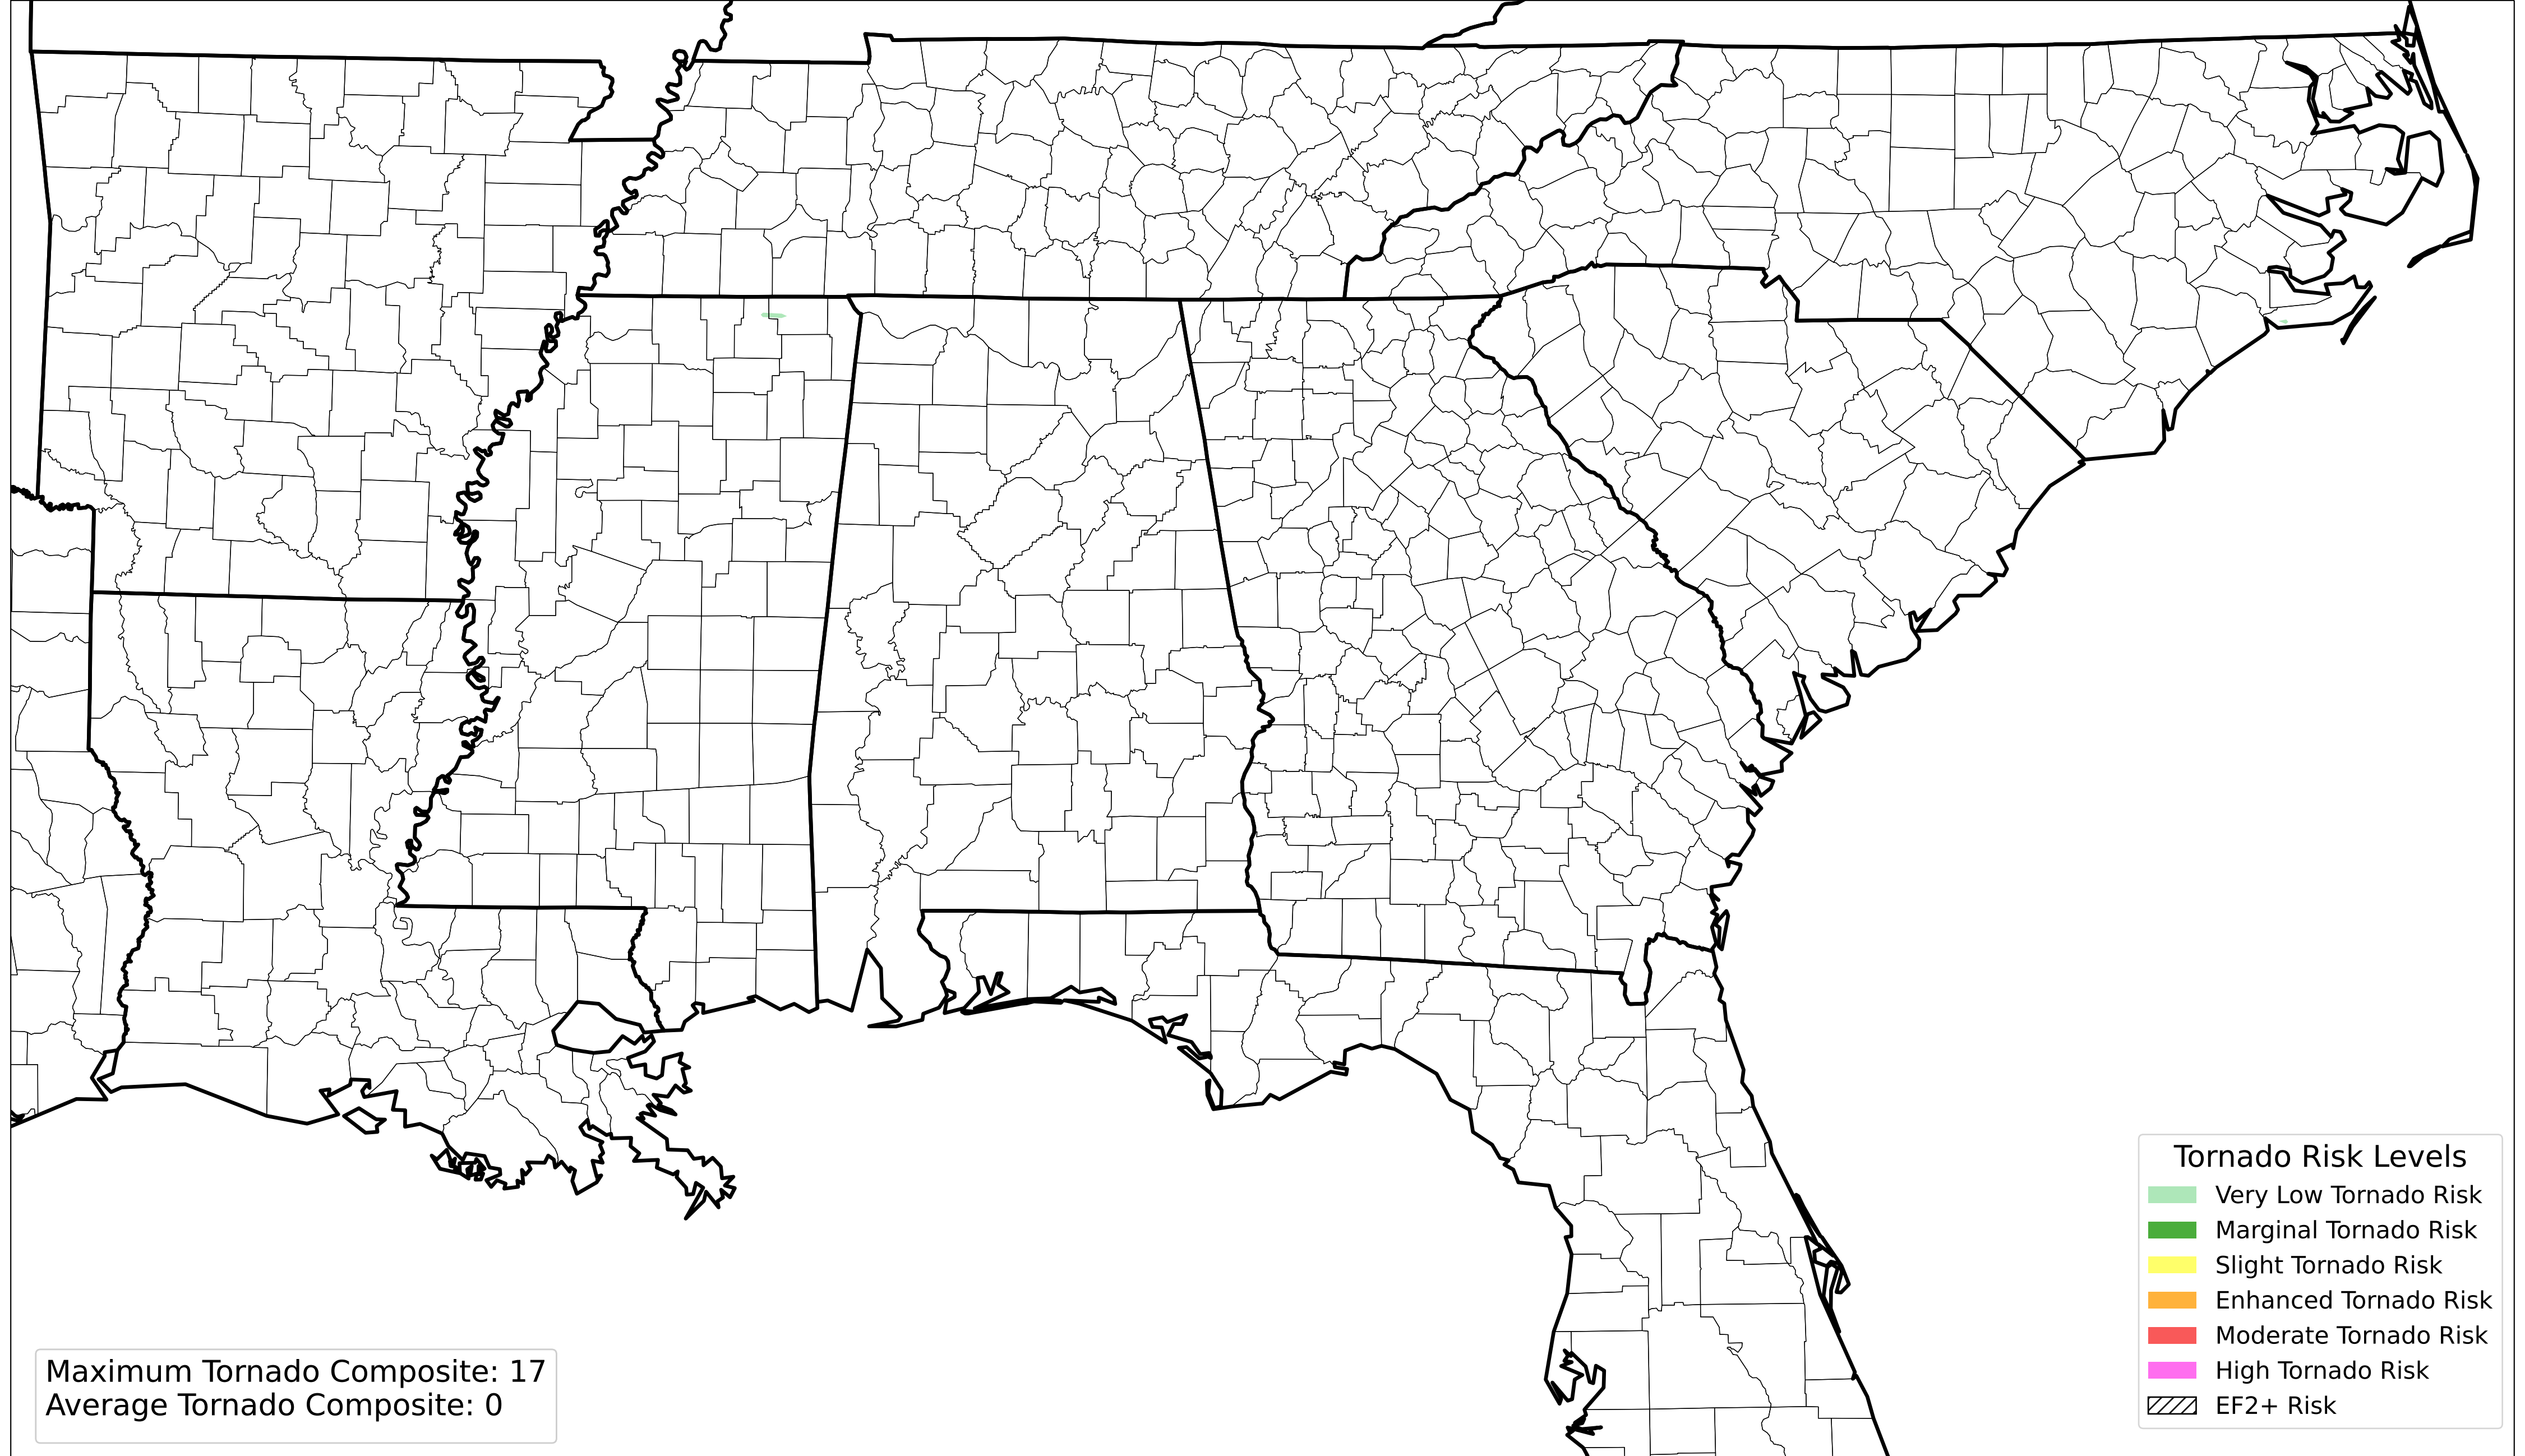 Tornado Risk Levels
Very Low Tornado Risk
Marginal Tornado Risk
Slight Tornado Risk
Enhanced Tornado Risk
Moderate Tornado Risk
High Tornado Risk
EF2+ Risk
Maximum Tornado Composite: 17
Average Tornado Composite: 0